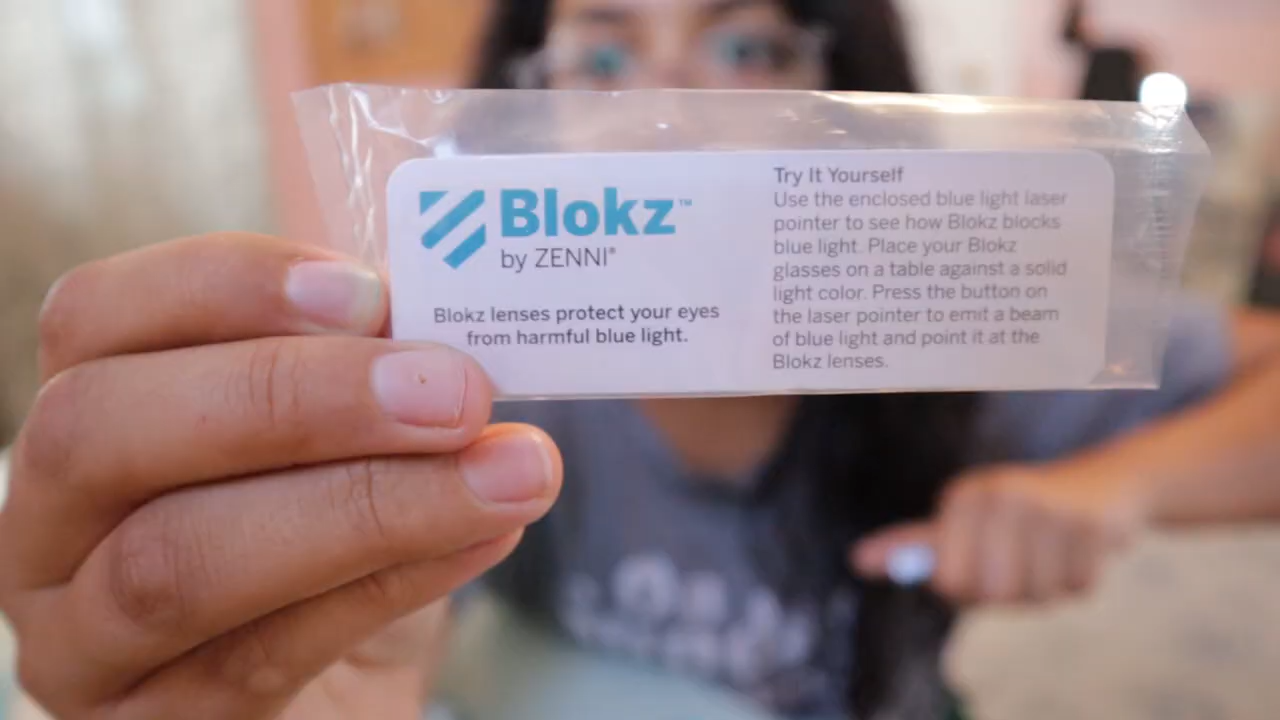 Blokz™
by ZENNI®
Blokz lenses protect your eyes
from harmful blue light.
Try It Yourself
Use the enclosed blue light laser
pointer to see how Blokz blocks
blue light. Place your Blokz
glasses on a table against a solid
light color. Press the button on
the laser pointer to emit a beam
of blue light and point it at the
Blokz lenses.